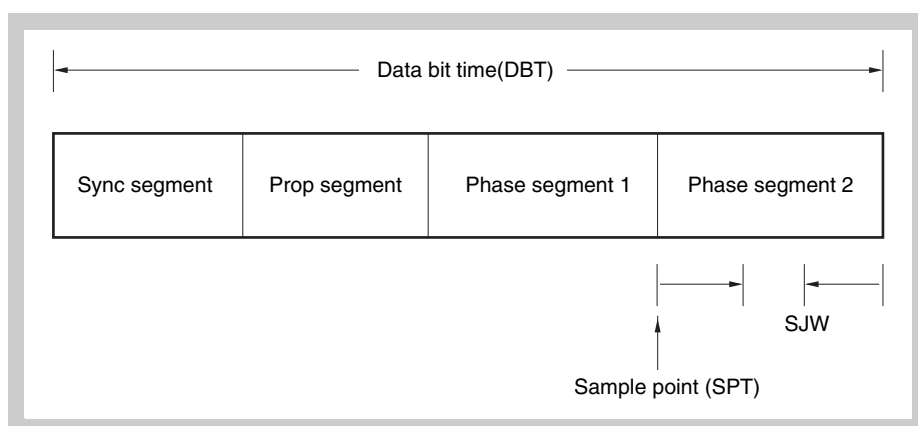 Data bit time(DBT)
Sync segment
Prop segment
Phase segment 1
Phase segment 2
SJW
Sample point (SPT)